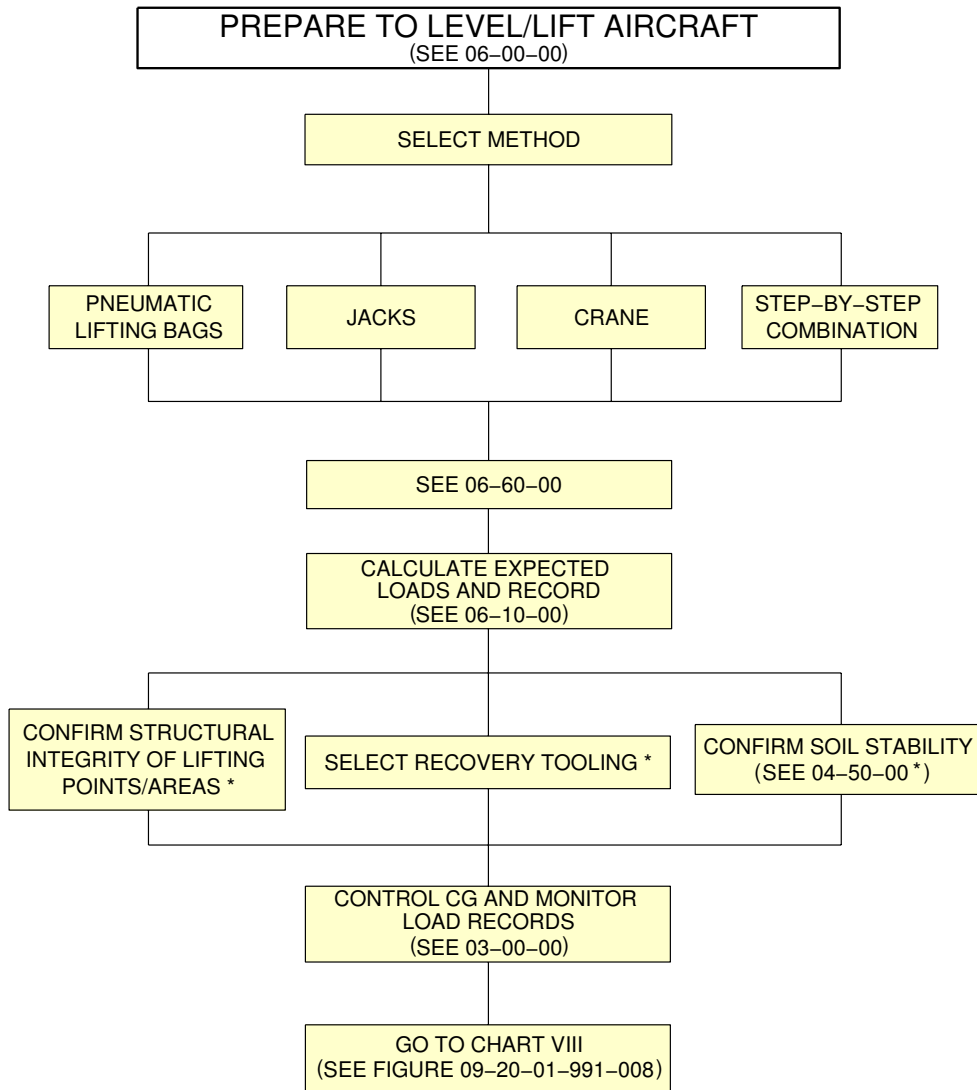 PREPARE TO LEVEL/LIFT AIRCRAFT
(SEE 06−00−00)
SELECT METHOD
PNEUMATIC
LIFTING BAGS
JACKS
CRANE
STEP−BY−STEP
COMBINATION
SEE 06−60−00
CALCULATE EXPECTED
LOADS AND RECORD
(SEE 06−10−00)
CONFIRM STRUCTURAL
INTEGRITY OF LIFTING
POINTS/AREAS *
SELECT RECOVERY TOOLING *
CONFIRM SOIL STABILITY
(SEE 04−50−00 *)
CONTROL CG AND MONITOR
LOAD RECORDS
(SEE 03−00−00)
GO TO CHART VIII
(SEE FIGURE 09−20−01−991−008)